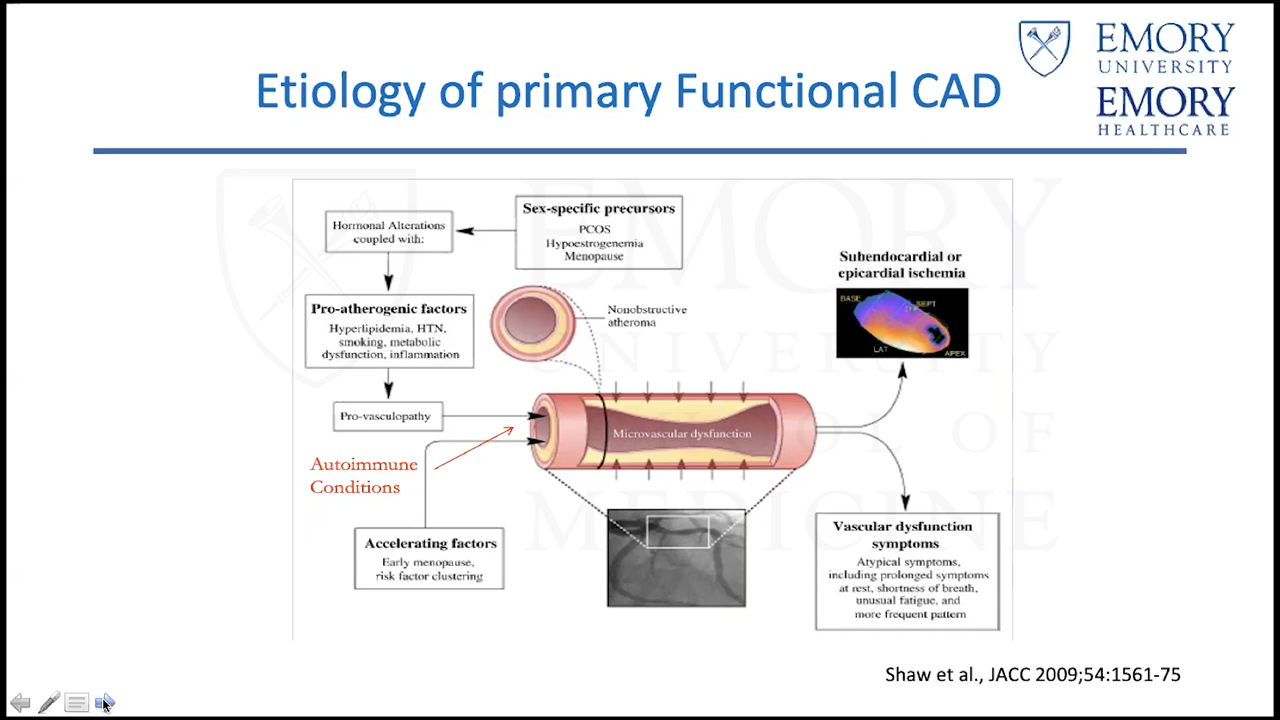 Etiology of primary Functional CAD
EMORY
UNIVERSITY
EMORY
HEALTHCARE
Sex-specific precursors
PCOS
Hypoestrogenemia
Menopause
Hormonal Alterations
coupled with:
Pro-atherogenic factors
Hyperlipidemia, HTN,
smoking, metabolic
dysfunction, inflammation
Pro-vasculopathy
Autoimmune
Conditions
Accelerating factors
Early menopause,
risk factor clustering
Nonobstructive
atheroma
Microvascular dysfunction
Subendocardial or
epicardial ischemia
BASE
SEPT
LAT
APEX
Vascular dysfunction
symptoms
Atypical symptoms,
including prolonged symptoms
at rest, shortness of breath,
unusual fatigue, and
more frequent pattern
EMORY
UNIVERSITY
SCHOOL OF
MEDICINE
Shaw et al., JACC 2009;54:1561-75